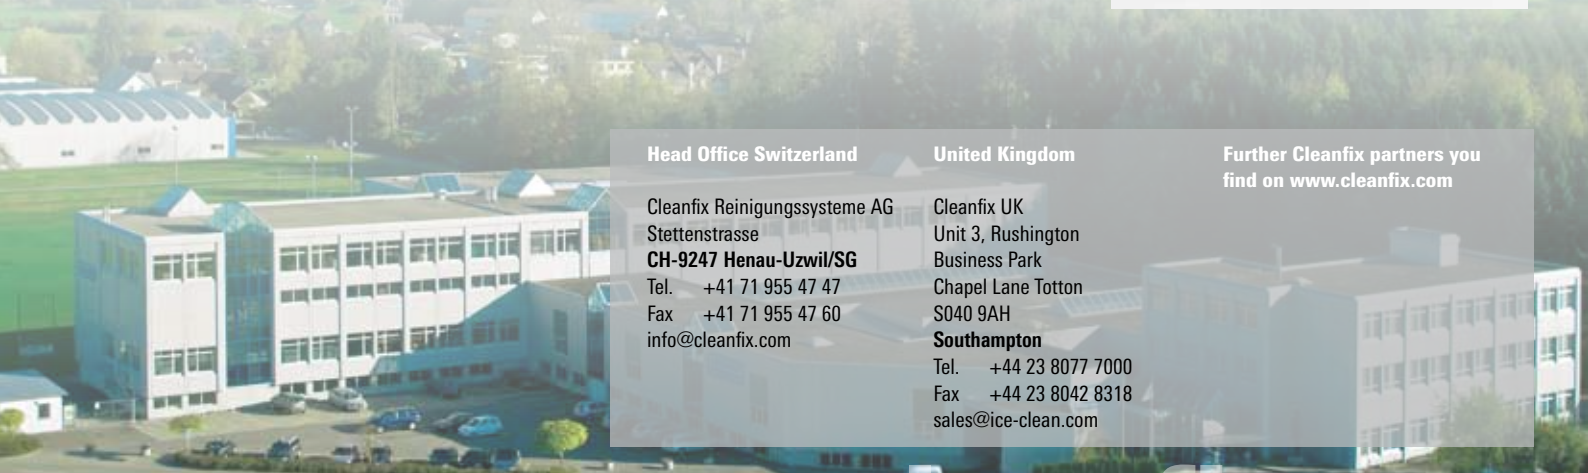 Head Office Switzerland
Cleanfix Reinigungssysteme AG
Stettenstrasse
CH-9247 Henau-Uzwil/SG
Tel. +41 71 955 47 47
Fax +41 71 955 47 60
info@cleanfix.com
United Kingdom
Cleanfix UK
Unit 3, Rushington
Business Park
Chapel Lane Totton
S040 9AH
Southampton
Tel. +44 23 8077 7000
Fax +44 23 8042 8318
sales@ice-clean.com
Further Cleanfix partners you
find on www.cleanfix.com